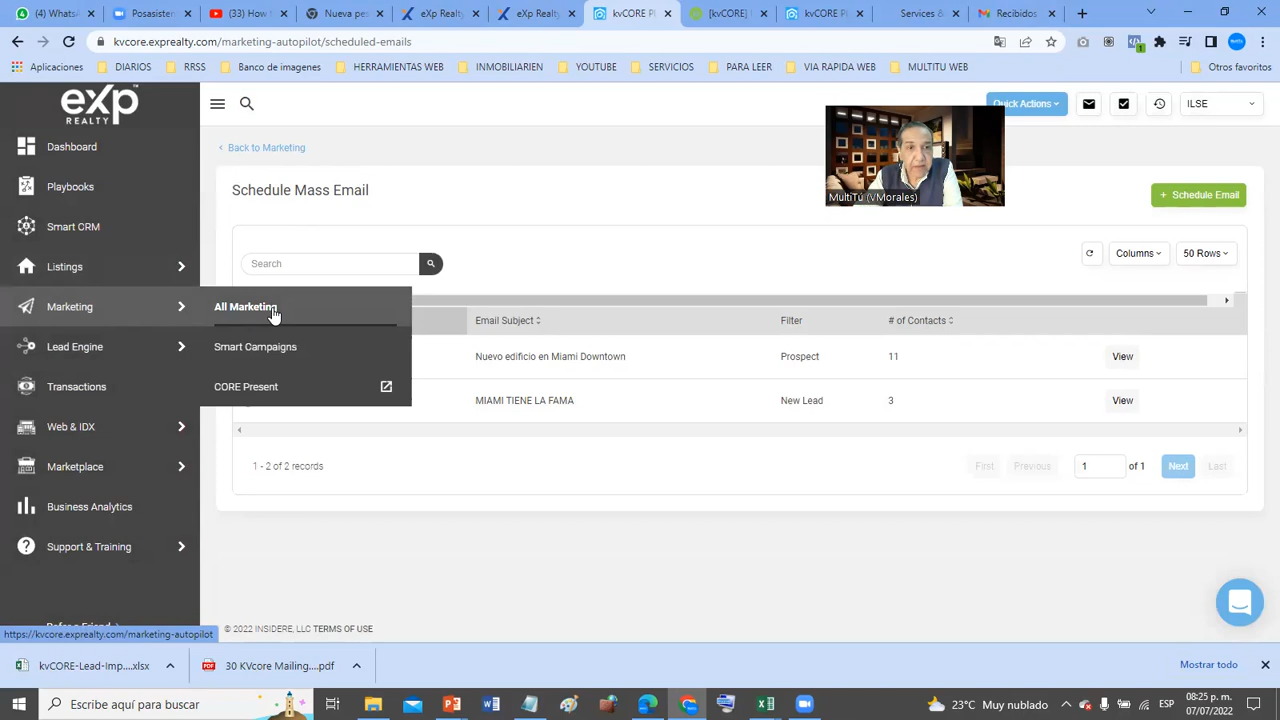 WhatsA
Posasisten
(33) How
Nueva pes
eXp Realty
eXp Realty
kvCORE Pl
[kvCORE]
kvCORE Pl
Services &
Recibidos
kvcore.exprealty.com/marketing-autopilot/scheduled-emails
1
Aplicaciones
DIARIOS
RRSS
Banco de imagenes
HERRAMIENTAS WEB
INMOBILIARIEN
YOUTUBE
SERVICIOS
PARA LEER
VIA RAPIDA WEB
MULTITU WEB
Otros favoritos
eXp
REALTY
Quick Actions
ILSE
Dashboard
Playbooks
Smart CRM
Listings
Marketing
Lead Engine
Transactions
Web & IDX
Marketplace
Business Analytics
Support & Training
Refer a Friend
All Marketing
Smart Campaigns
CORE Present
Back to Marketing
Schedule Mass Email
MultiTú (VMorales)
+ Schedule Email
Search
Columns
50 Rows
Email Subject
Filter
# of Contacts
Nuevo edificio en Miami Downtown
Prospect
11
View
MIAMI TIENE LA FAMA
New Lead
3
View
1 - 2 of 2 records
First
Previous
1
of 1
Next
Last
© 2022 INSIDERE, LLC TERMS OF USE
https://kvcore.exprealty.com/marketing-autopilot
kvCORE-Lead-Imp....xlsx
30 KVcore Mailing....pdf
Mostrar todo
Escribe aquí para buscar
23°C Muy nublado
ESP
08:25 p. m.
07/07/2022